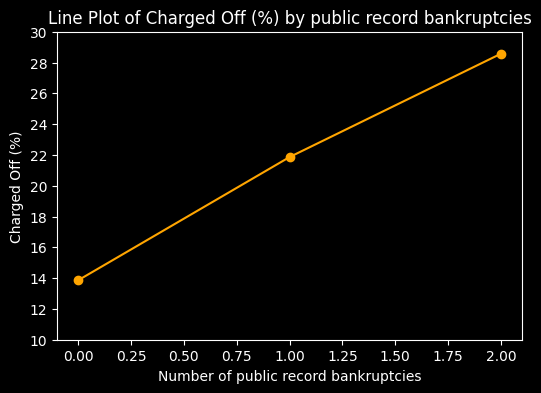 Line Plot of Charged Off (%) by public record bankruptcies
30
28
26
24
22
20
18
16
14
12
10
Charged Off (%)
0.00 0.25 0.50 0.75 1.00 1.25 1.50 1.75 2.00
Number of public record bankruptcies